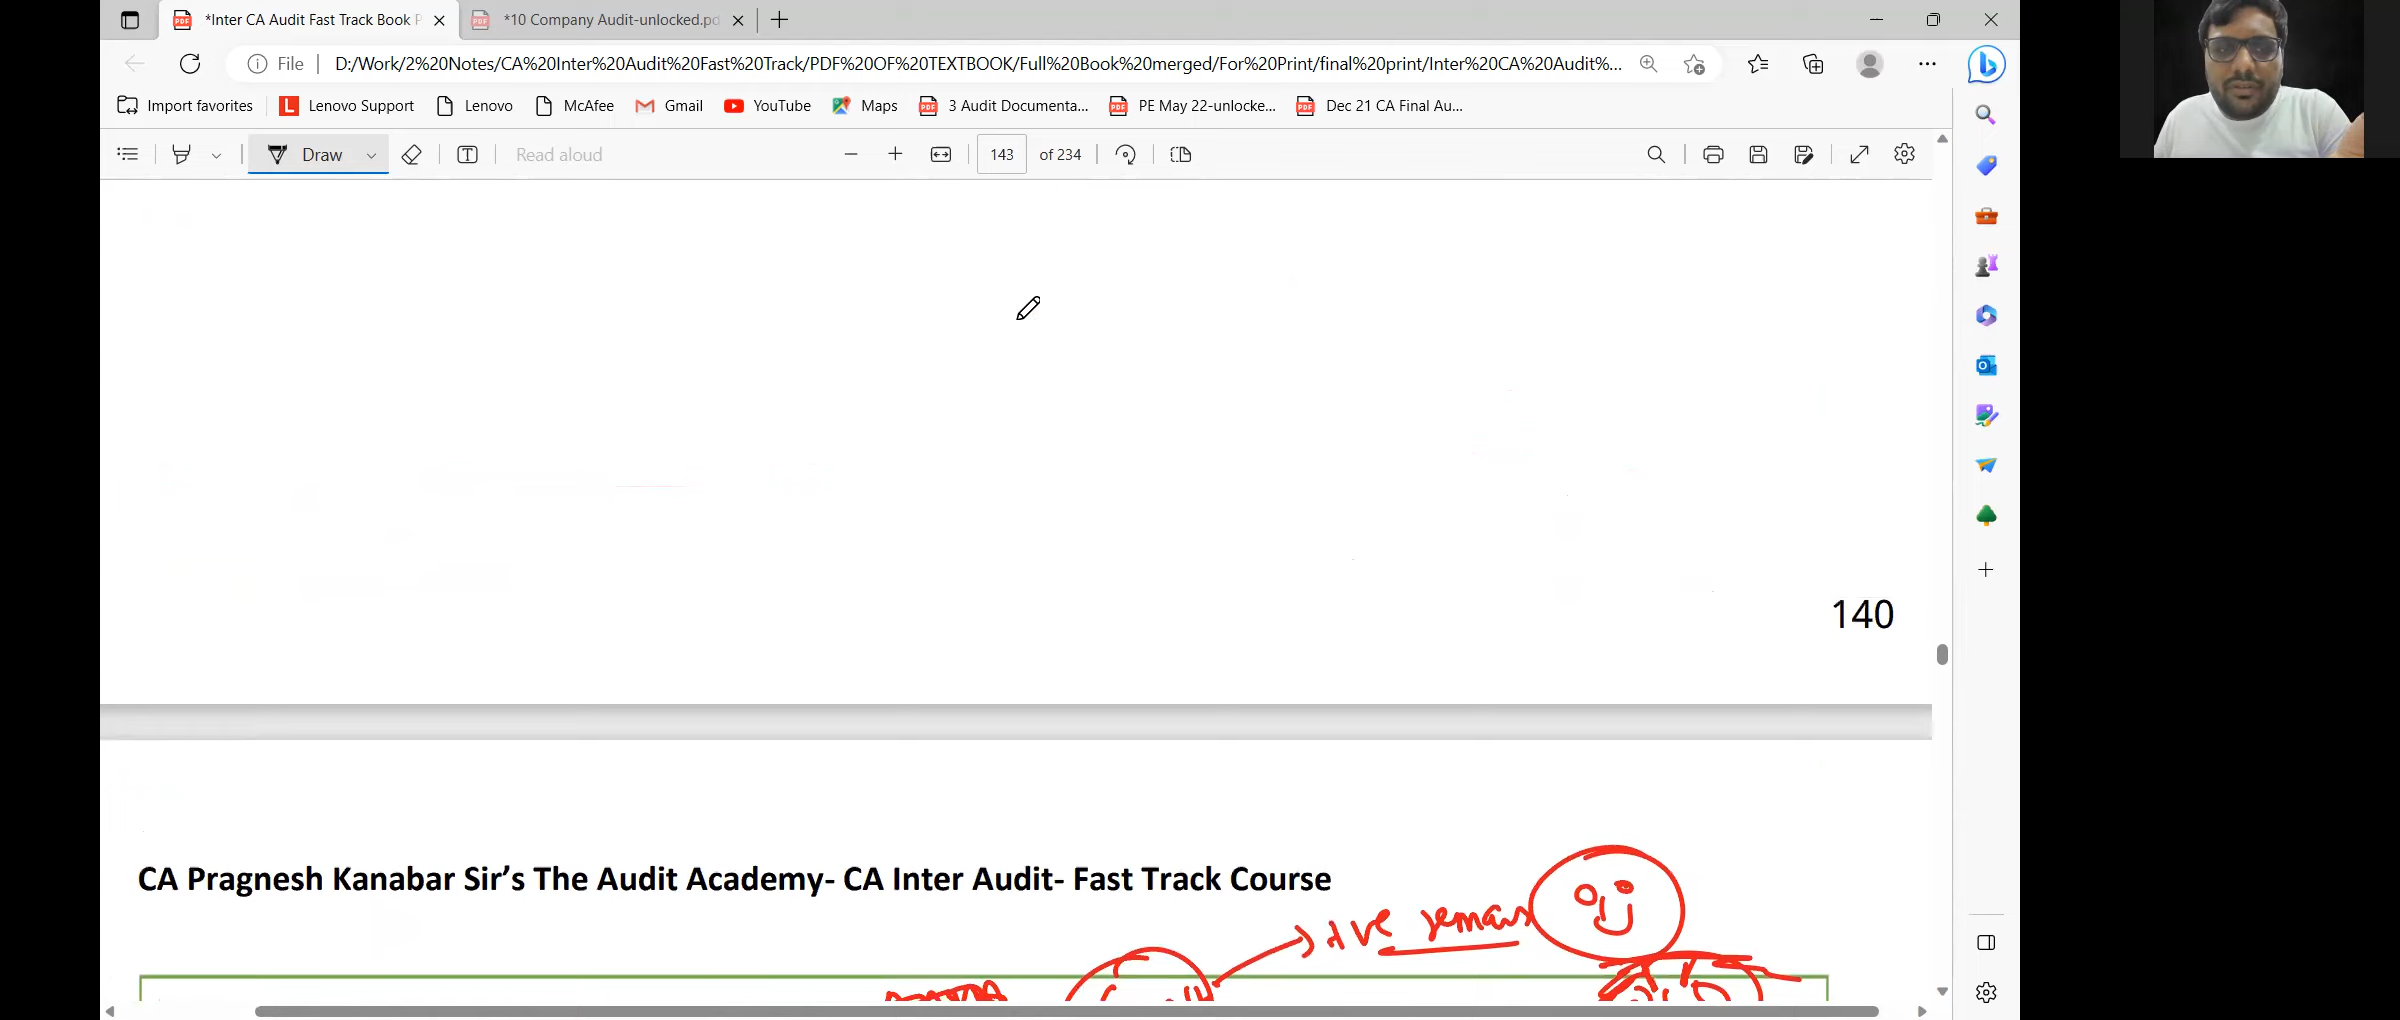 *Inter CA Audit Fast Track Book P
*10 Company Audit-unlocked.pd
File D:/Work/2%20Notes/CA%20Inter%20Audit%20Fast%20Track/PDF%20OF%20TEXTBOOK/Full%20Book%20merged/For%20Print/final%20print/Inter%20CA%20Audit%...
Import favorites Lenovo Support Lenovo McAfee Gmail YouTube Maps 3 Audit Documenta... PE May 22-unlocke... Dec 21 CA Final Au...
Draw Read aloud 143 of 234
140
CA Pragnesh Kanabar Sir's The Audit Academy- CA Inter Audit- Fast Track Course
+ve remark